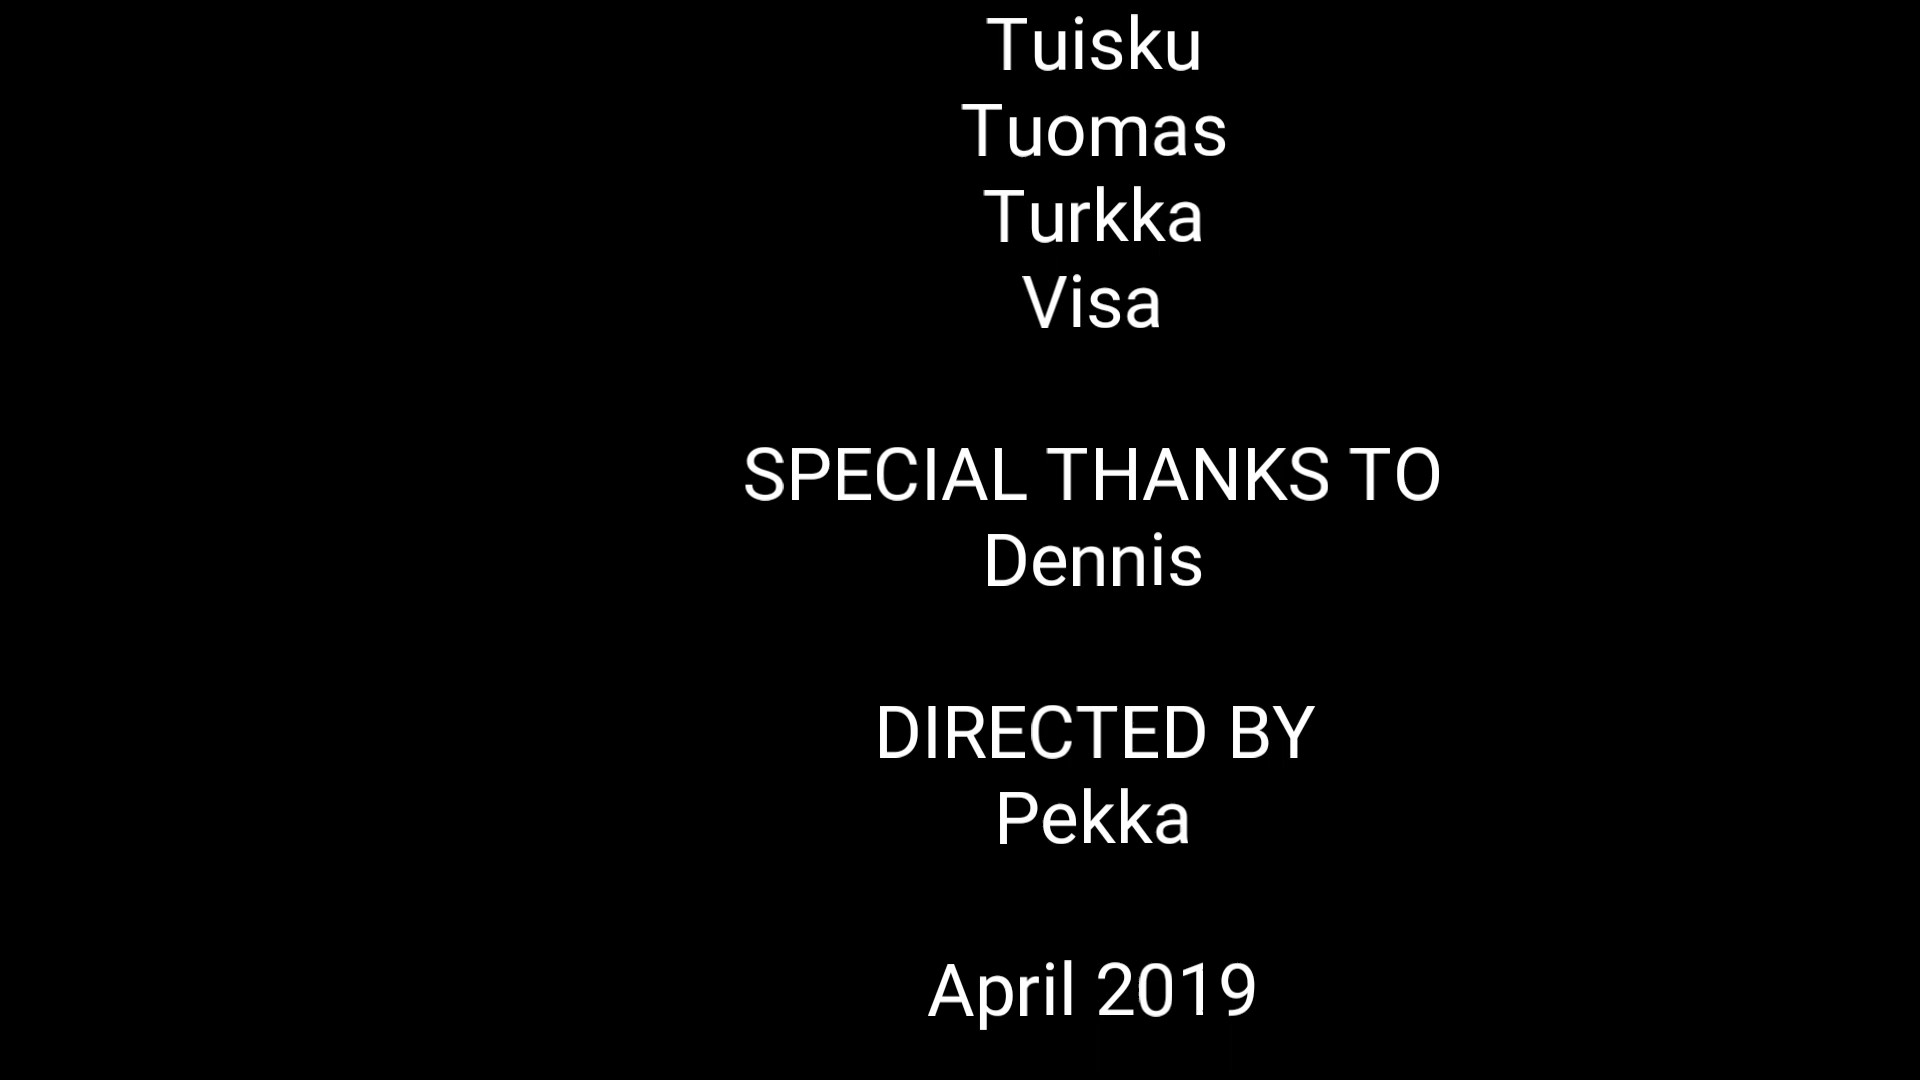 Tuisku
Tuomas
Turkka
Visa
SPECIAL THANKS TO
Dennis
DIRECTED BY
Pekka
April 2019